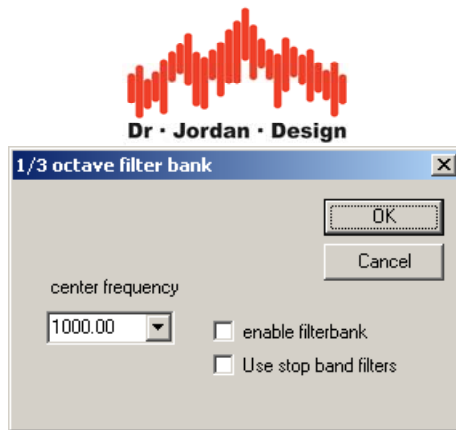 Dr · Jordan · Design
1/3 octave filter bank
OK
Cancel
center frequency
1000.00
enable filterbank
Use stop band filters